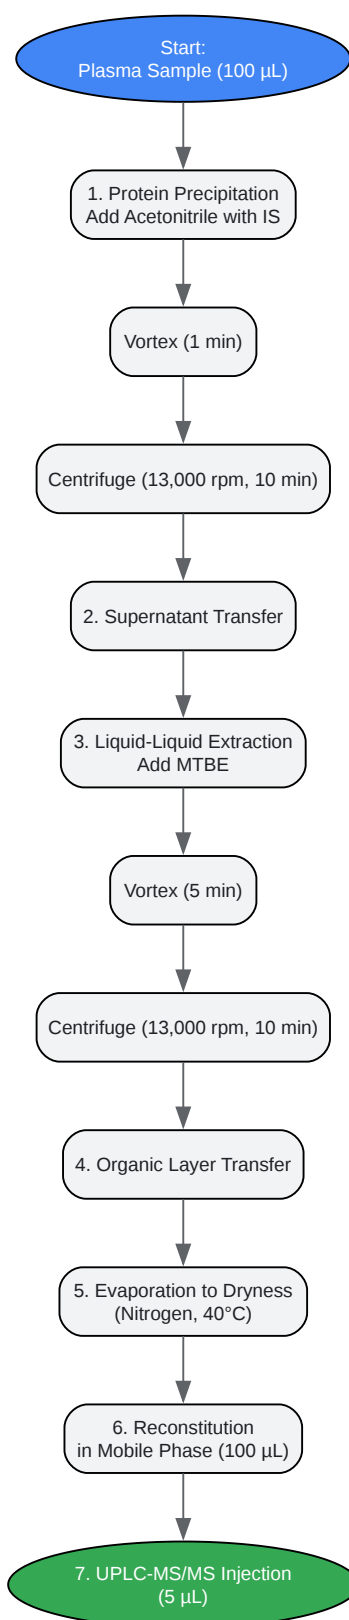 Start:
Plasma Sample (100 µL)
1. Protein Precipitation
Add Acetonitrile with IS
Vortex (1 min)
Centrifuge (13,000 rpm, 10 min)
2. Supernatant Transfer
3. Liquid-Liquid Extraction
Add MTBE
Vortex (5 min)
Centrifuge (13,000 rpm, 10 min)
4. Organic Layer Transfer
5. Evaporation to Dryness
(Nitrogen, 40°C)
6. Reconstitution
in Mobile Phase (100 µL)
7. UPLC-MS/MS Injection
(5 µL)